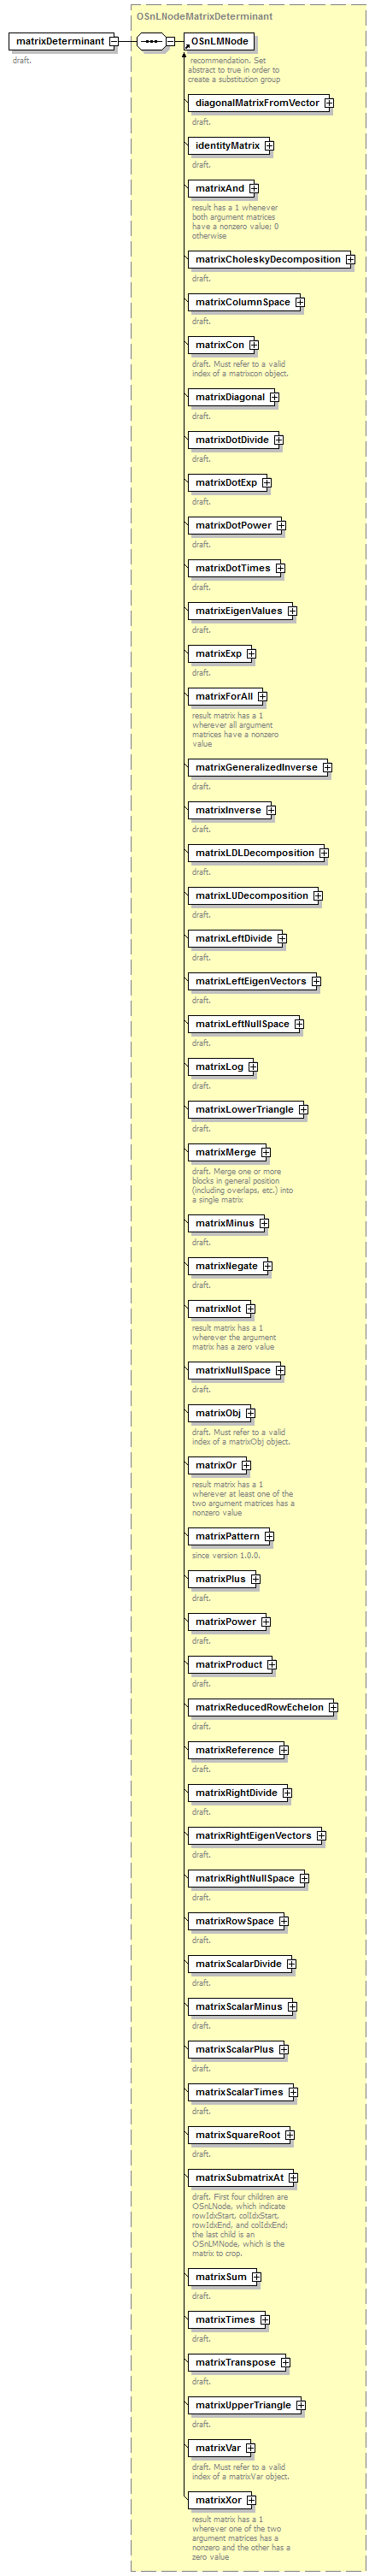 OSnLNodeMatrixDeterminant
matrixDeterminant
OSnLMNode
draft.
recommendation. Set
abstract to true in order to
create a substitution group
diagonalMatrixFromVector
draft.
identityMatrix
draft.
matrixAnd
result has a 1 whenever
both argument matrices
have a nonzero value; 0
otherwise
matrixCholeskyDecomposition
draft.
matrixColumnSpace
draft.
matrixCon
draft. Must refer to a valid
index of a matrixcon object.
matrixDiagonal
draft.
matrixDotDivide
draft.
matrixDotExp
draft.
matrixDotPower
draft.
matrixDotTimes
draft.
matrixEigenValues
draft.
matrixExp
draft.
matrixForAll
result matrix has a 1
wherever all argument
matrices have a nonzero
value
matrixGeneralizedInverse
draft.
matrixInverse
draft.
matrixLDLDecomposition
draft.
matrixLUDecomposition
draft.
matrixLeftDivide
draft.
matrixLeftEigenVectors
draft.
matrixLeftNullSpace
draft.
matrixLog
draft.
matrixLowerTriangle
draft.
matrixMerge
draft. Merge one or more
blocks in general position
(including overlaps, etc.) into
a single matrix
matrixMinus
draft.
matrixNegate
draft.
matrixNot
result matrix has a 1
wherever the argument
matrix has a zero value
matrixNullSpace
draft.
matrixObj
draft. Must refer to a valid
index of a matrixObj object.
matrixOr
result matrix has a 1
wherever at least one of the
two argument matrices has a
nonzero value
matrixPattern
since version 1.0.0.
matrixPlus
draft.
matrixPower
draft.
matrixProduct
draft.
matrixReducedRowEchelon
draft.
matrixReference
draft.
matrixRightDivide
draft.
matrixRightEigenVectors
draft.
matrixRightNullSpace
draft.
matrixRowSpace
draft.
matrixScalarDivide
draft.
matrixScalarMinus
draft.
matrixScalarPlus
draft.
matrixScalarTimes
draft.
matrixSquareRoot
draft.
matrixSubmatrixAt
draft. First four children are
OSnLNode, which indicate
rowIdxStart, colIdxStart,
rowIdxEnd, and colIdxEnd;
the last child is an
OSnLMNode, which is the
matrix to crop.
matrixSum
draft.
matrixTimes
draft.
matrixTranspose
draft.
matrixUpperTriangle
draft.
matrixVar
draft. Must refer to a valid
index of a matrixVar object.
matrixXor
result matrix has a 1
wherever one of the two
argument matrices has a
nonzero and the other has a
zero value